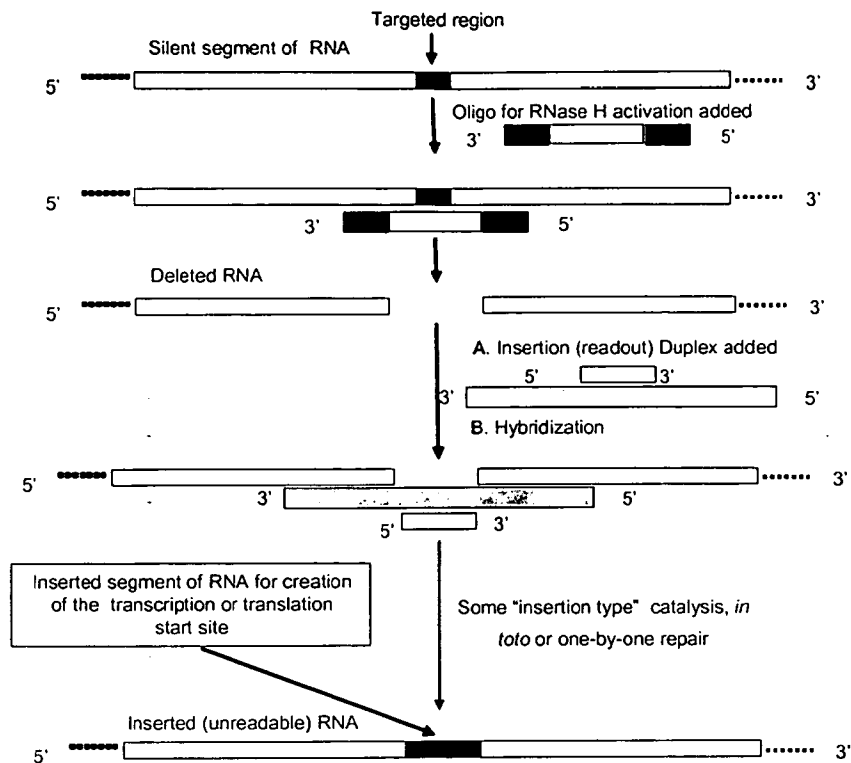 Targeted region
Silent segment of RNA
5' 3'
Oligo for RNase H activation added
3' 5'
5' 3'
3' 5'
Deleted RNA
5' 3'
A. Insertion (readout) Duplex added
5' 3'
3' 5'
B. Hybridization
5' 3'
3' 5'
5' 3'
Inserted segment of RNA for creation
of the transcription or translation
start site
Some "insertion type" catalysis, in
toto or one-by-one repair
Inserted (unreadable) RNA
5' 3'